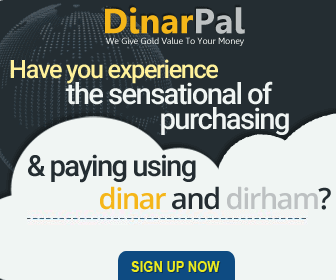 DinarPal
We Give Gold Value To Your Money
Have you experience
the sensational of
purchasing
& paying using
dinar and dirham?
SIGN UP NOW